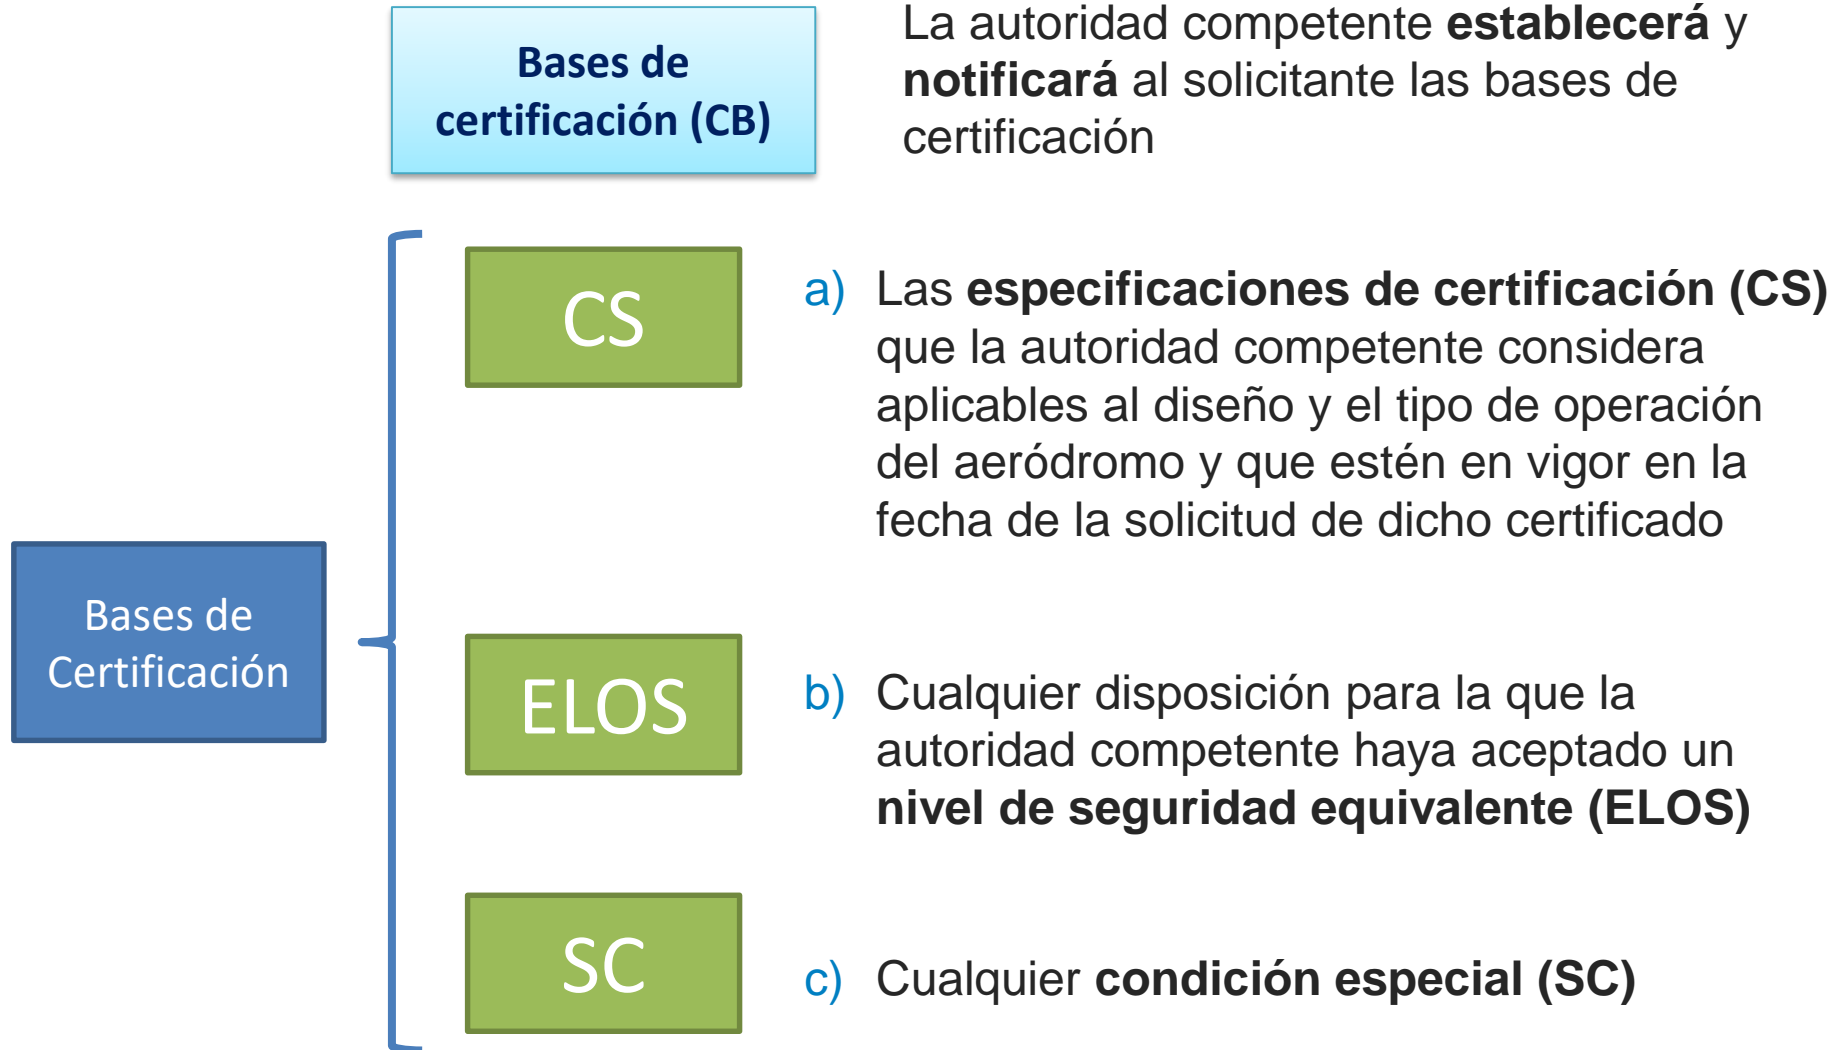 Bases de
certificación (CB)
La autoridad competente establecerá y
notificará al solicitante las bases de
certificación
Bases de
Certificación
CS
a) Las especificaciones de certificación (CS)
que la autoridad competente considera
aplicables al diseño y el tipo de operación
del aeródromo y que estén en vigor en la
fecha de la solicitud de dicho certificado
ELOS
b) Cualquier disposición para la que la
autoridad competente haya aceptado un
nivel de seguridad equivalente (ELOS)
SC
c) Cualquier condición especial (SC)